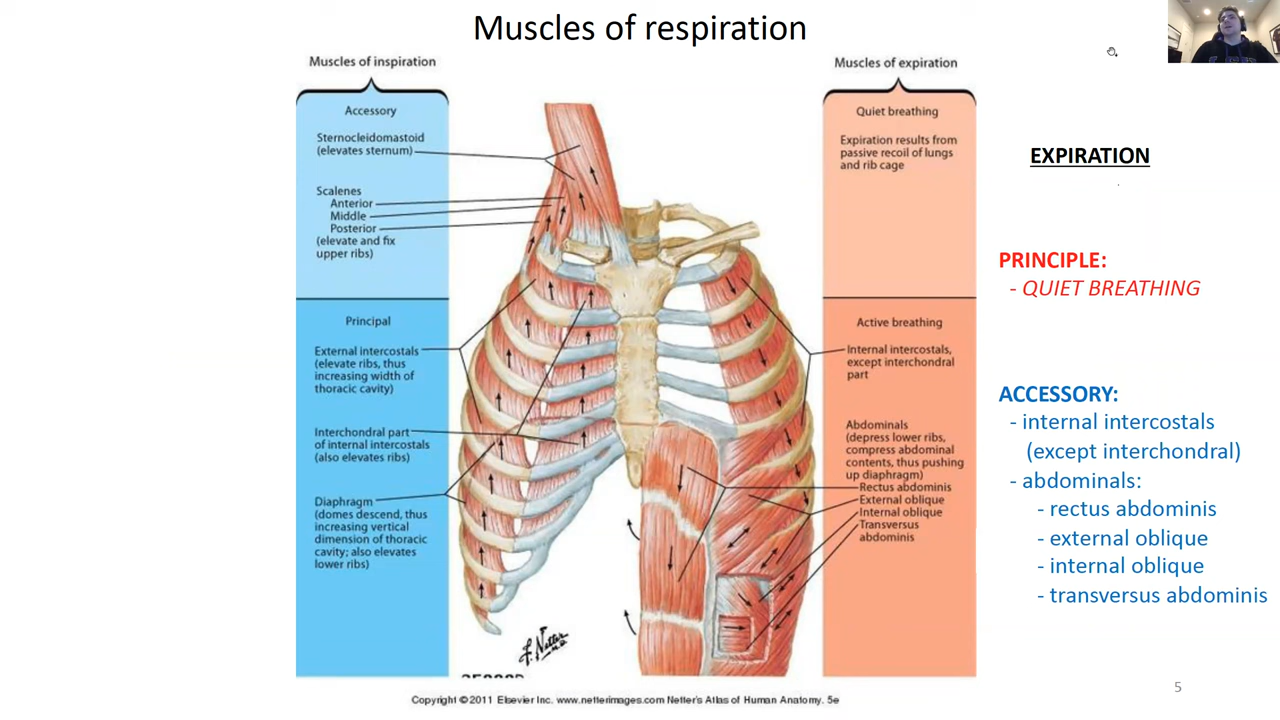 Muscles of respiration
Muscles of inspiration
Accessory
Sternocleidomastoid
(elevates sternum)
Scalenes
Anterior
Middle
Posterior
(elevate and fix
upper ribs)
Principal
External intercostals
(elevate ribs, thus
increasing width of
thoracic cavity)
Interchondral part
of internal intercostals
(also elevates ribs)
Diaphragm
(domes descend, thus
increasing vertical
dimension of thoracic
cavity; also elevates
lower ribs)
Muscles of expiration
Quiet breathing
Expiration results from
passive recoil of lungs
and rib cage
Active breathing
Internal intercostals,
except interchondral
part
Abdominals
(depress lower ribs,
compress abdominal
contents, thus pushing
up diaphragm)
Rectus abdominis
External oblique
Internal oblique
Transversus
abdominis
EXPIRATION
PRINCIPLE:
- QUIET BREATHING
ACCESSORY:
- internal intercostals
(except interchondral)
- abdominals:
- rectus abdominis
- external oblique
- internal oblique
- transversus abdominis
F. Netter
M.D.
Copyright © 2011 Elsevier Inc. www.netterimages.com Netter's Atlas of Human Anatomy. 5e
5